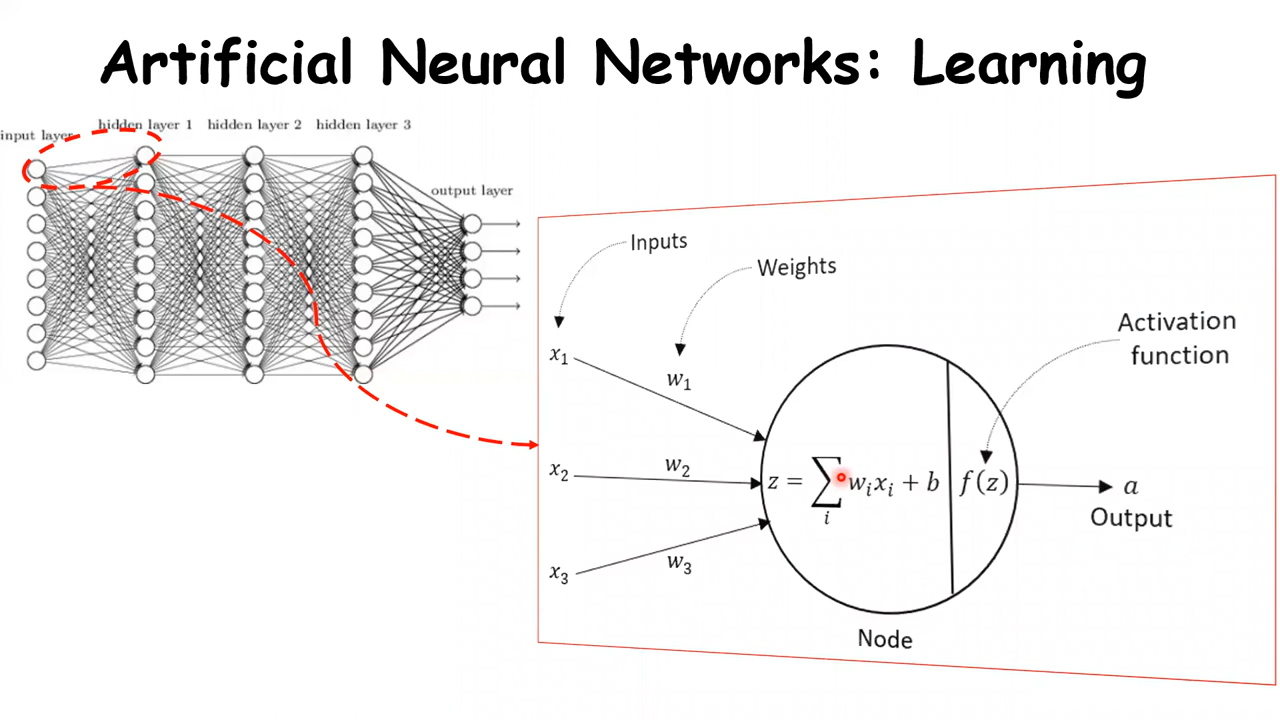 Artificial Neural Networks: Learning
input layer
hidden layer 1
hidden layer 2
hidden layer 3
output layer
Inputs
Weights
Activation
function
x₁
w₁
x₂
w₂
x₃
w₃
z = ∑ᵢ wᵢxᵢ + b
f(z)
a
Output
Node